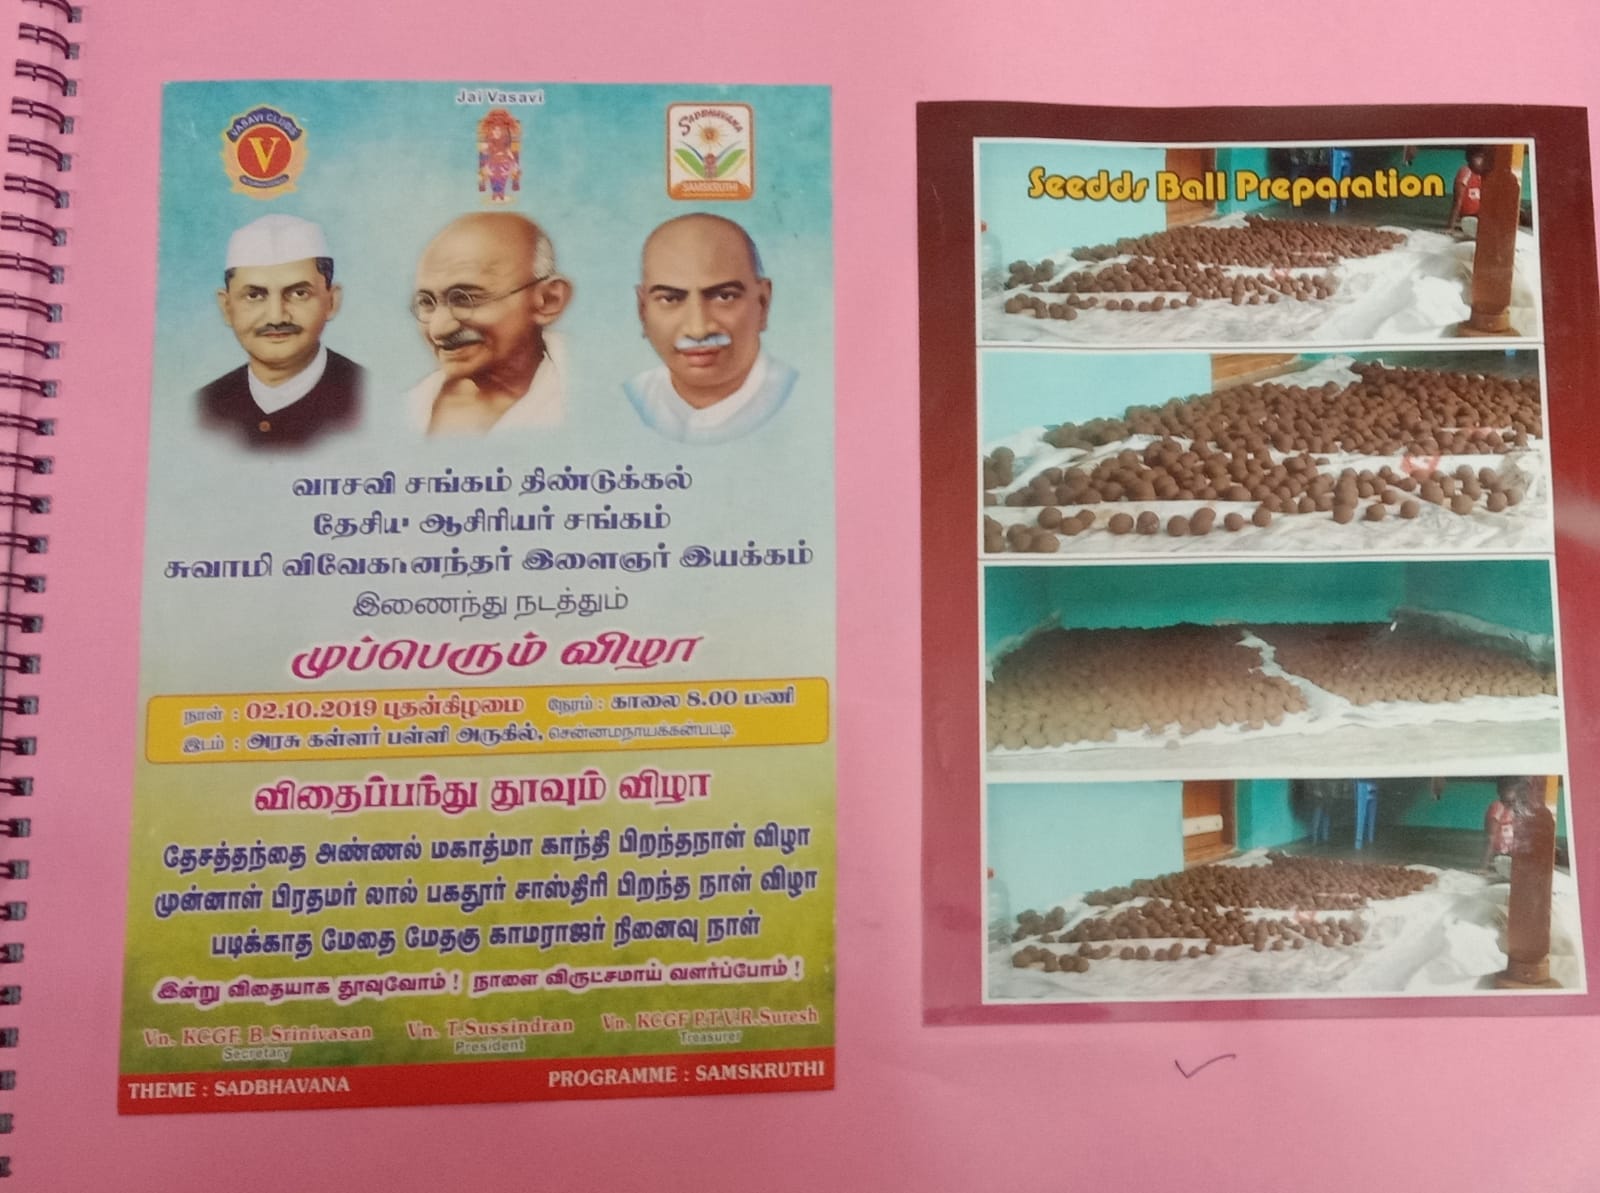 Jai Vasavi
VASAVI CLUBS
V
SADBHAVANA
SAMSKRUTHI
வாசவி சங்கம் திண்டுக்கல்
தேசிய ஆசிரியர் சங்கம்
சுவாமி விவேகானந்தர் இளைஞர் இயக்கம்
இணைந்து நடத்தும்
முப்பெரும் விழா
நாள் : 02.10.2019 புதன்கிழமை நேரம் : காலை 8.00 மணி
இடம் : அரசு கள்ளர் பள்ளி அருகில், சென்னமநாயக்கன்பட்டி.
விதைப்பந்து தூவும் விழா
தேசத்தந்தை அண்ணல் மகாத்மா காந்தி பிறந்தநாள் விழா
முன்னாள் பிரதமர் லால் பகதூர் சாஸ்திரி பிறந்த நாள் விழா
படிக்காத மேதை மேதகு காமராஜர் நினைவு நாள்
இன்று விதையாக தூவுவோம் ! நாளை விருட்சமாய் வளர்ப்போம் !
Vn. KCGF. B.Srinivasan Vn. T.Sussindran Vn. KCGF P.T.V.R.Suresh
Secretary President Treasurer
THEME : SADBHAVANA PROGRAMME : SAMSKRUTHI
Seedds Ball Preparation